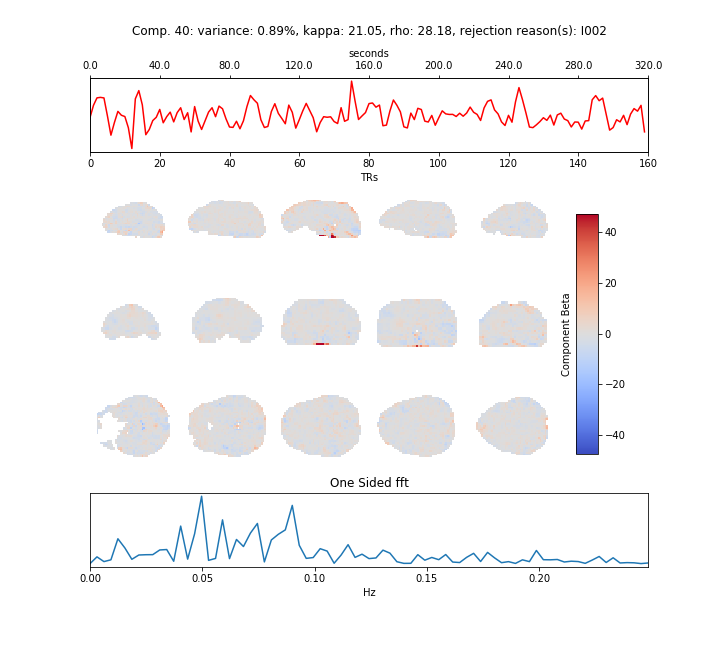 Comp. 40: variance: 0.89%, kappa: 21.05, rho: 28.18, rejection reason(s): I002
seconds
0.0 40.0 80.0 120.0 160.0 200.0 240.0 280.0 320.0
0 20 40 60 80 100 120 140 160
TRs
40
20
0
−20
−40
Component Beta
One Sided fft
0.00 0.05 0.10 0.15 0.20
Hz